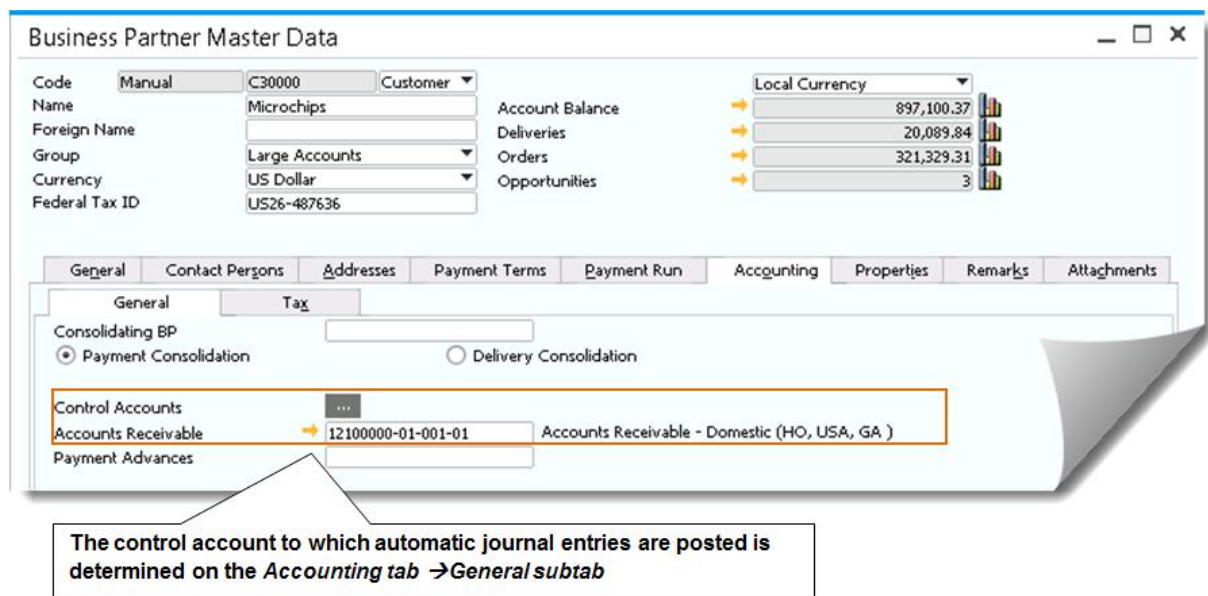 Business Partner Master Data
Code Manual C30000 Customer Local Currency
Name Microchips Account Balance 897,100.37
Foreign Name Deliveries 20,089.84
Group Large Accounts Orders 321,329.31
Currency US Dollar Opportunities 3
Federal Tax ID US26-487636
General Contact Persons Addresses Payment Terms Payment Run Accounting Properties Remarks Attachments
General Tax
Consolidating BP
Payment Consolidation Delivery Consolidation
Control Accounts ...
Accounts Receivable 12100000-01-001-01 Accounts Receivable - Domestic (HO, USA, GA )
Payment Advances
The control account to which automatic journal entries are posted is
determined on the Accounting tab →General subtab